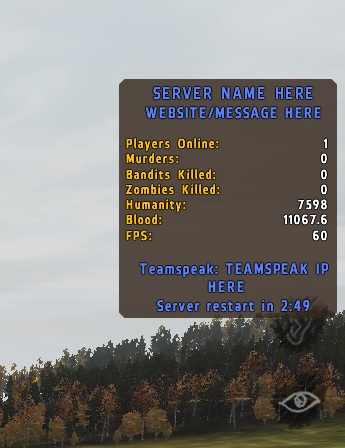 SERVER NAME HERE
WEBSITE/MESSAGE HERE
Players Online: 1
Murders: 0
Bandits Killed: 0
Zombies Killed: 0
Humanity: 7598
Blood: 11067.6
FPS: 60
Teamspeak: TEAMSPEAK IP
HERE
Server restart in 2:49